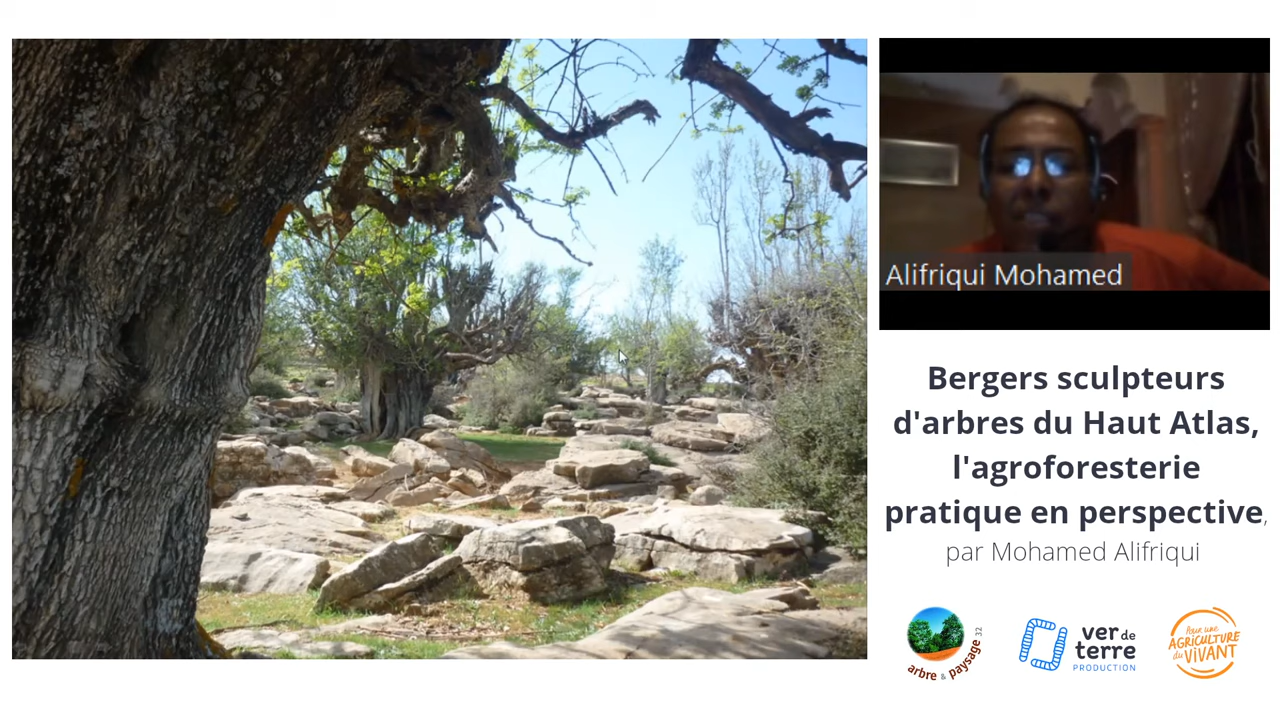 Alifriqui Mohamed
Bergers sculpteurs
d'arbres du Haut Atlas,
l'agroforesterie
pratique en perspective,
par Mohamed Alifriqui
arbre & paysage 32
ver de
terre
PRODUCTION
Pour une
AGRICULTURE
du ViVANT